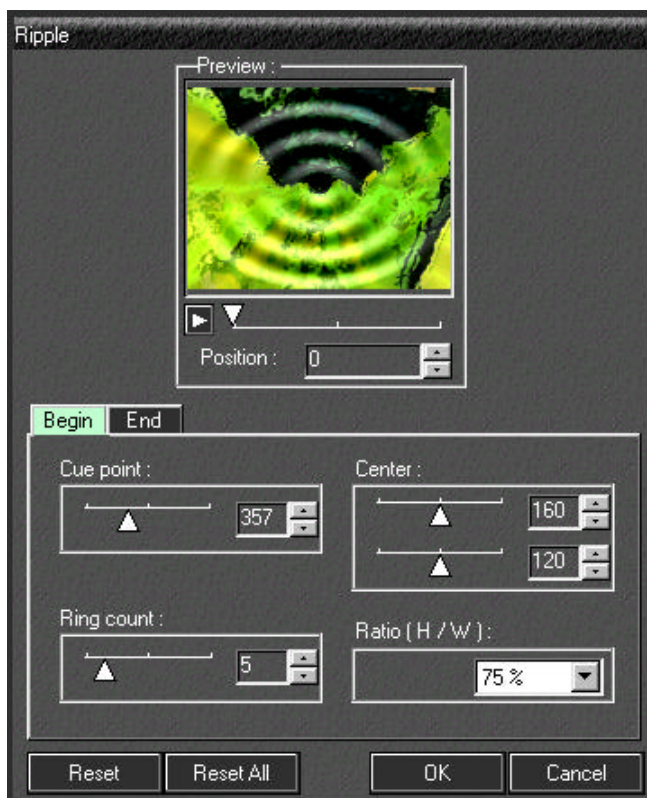 Ripple
Preview :
Position : 0
Begin End
Cue point :
357
Center :
160
120
Ring count :
5
Ratio ( H / W ) :
75 %
Reset Reset All OK Cancel